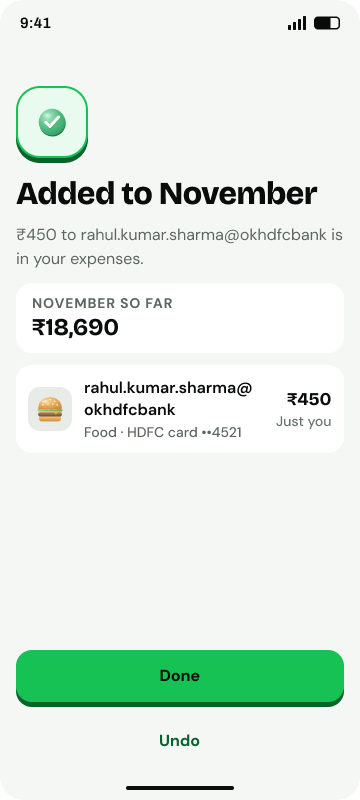 9:41
Added to November
₹450 to rahul.kumar.sharma@okhdfcbank is
in your expenses.
NOVEMBER SO FAR
₹18,690
rahul.kumar.sharma@
okhdfcbank
₹450
Food · HDFC card ••4521
Just you
Done
Undo